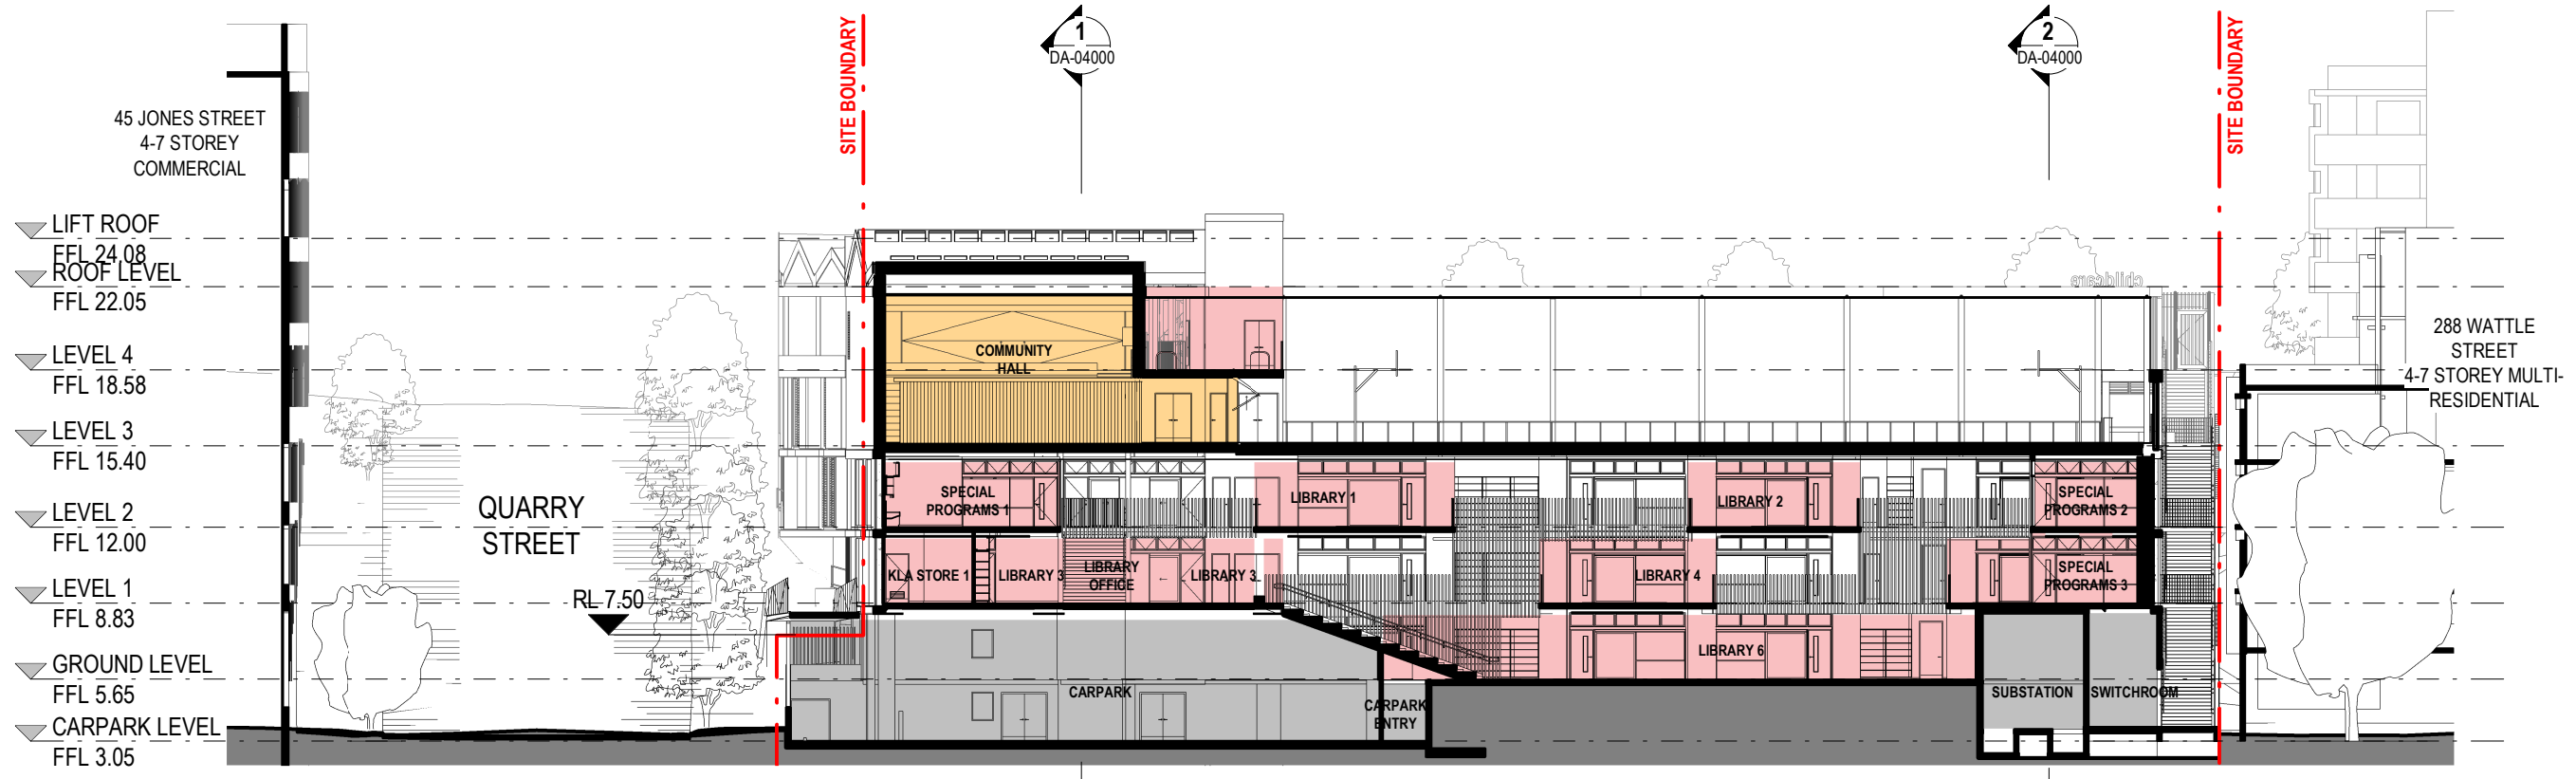 1
DA-04000
2
DA-04000
SITE BOUNDARY
SITE BOUNDARY
45 JONES STREET
4-7 STOREY
COMMERCIAL
LIFT ROOF
FFL 24.08
ROOF LEVEL
FFL 22.05
LEVEL 4
FFL 18.58
LEVEL 3
FFL 15.40
LEVEL 2
FFL 12.00
LEVEL 1
FFL 8.83
GROUND LEVEL
FFL 5.65
CARPARK LEVEL
FFL 3.05
QUARRY
STREET
RL 7.50
childcare
288 WATTLE
STREET
4-7 STOREY MULTI-
RESIDENTIAL
COMMUNITY
HALL
SPECIAL
PROGRAMS 1
LIBRARY 1
LIBRARY 2
SPECIAL
PROGRAMS 2
KLA STORE 1
LIBRARY 3
LIBRARY
OFFICE
LIBRARY 3
LIBRARY 4
SPECIAL
PROGRAMS 3
LIBRARY 6
CARPARK
CARPARK
ENTRY
SUBSTATION
SWITCHROOM